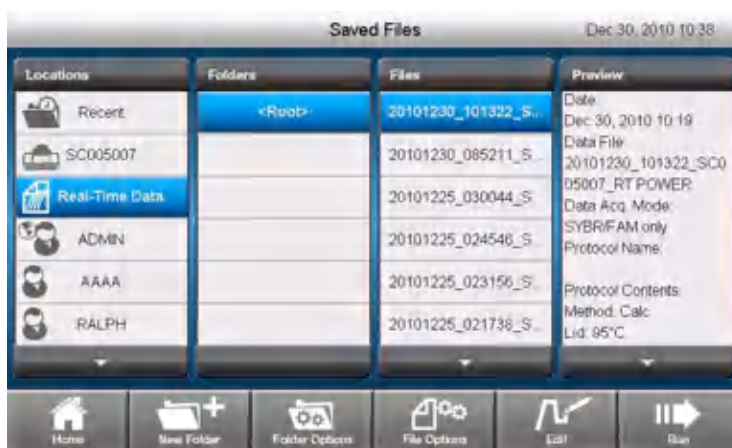 Saved Files
Dec 30, 2010 10:38
Locations
Recent
SC005007
Real-Time Data
ADMIN
AAAA
RALPH
Folders
<Root>
Files
20101230_101322_S...
20101230_085211_S...
20101225_030044_S...
20101225_024546_S...
20101225_023156_S...
20101225_021738_S...
Preview
Date:
Dec 30, 2010 10:19
Data File:
20101230_101322_SC0
05007_RT POWER
Data Acq. Mode:
SYBR/FAM only
Protocol Name:
Protocol Contents:
Method: Calc
Lid: 95°C
Home
New Folder
Folder Options
File Options
Edit
Run